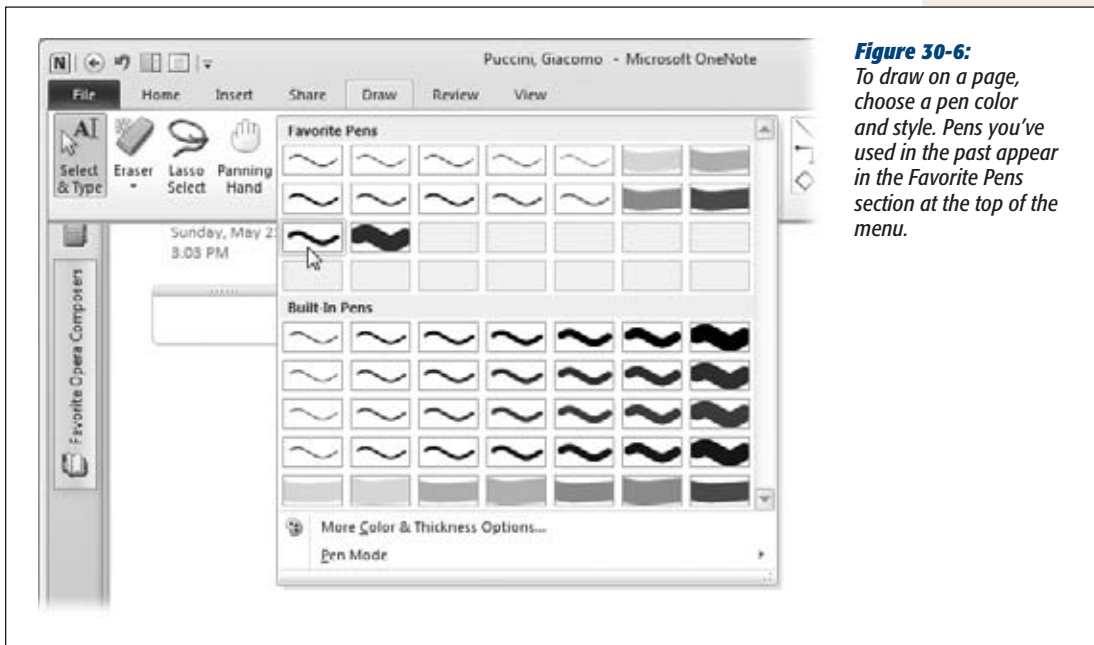 Puccini, Giacomo - Microsoft OneNote
File Home Insert Share Draw Review View
Select & Type
Eraser
Lasso Select
Panning Hand
Favorite Pens
Sunday, May 2
3:03 PM
Favorite Opera Composers
Built-In Pens
More Color & Thickness Options...
Pen Mode
Figure 30-6:
To draw on a page,
choose a pen color
and style. Pens you’ve
used in the past appear
in the Favorite Pens
section at the top of the
menu.